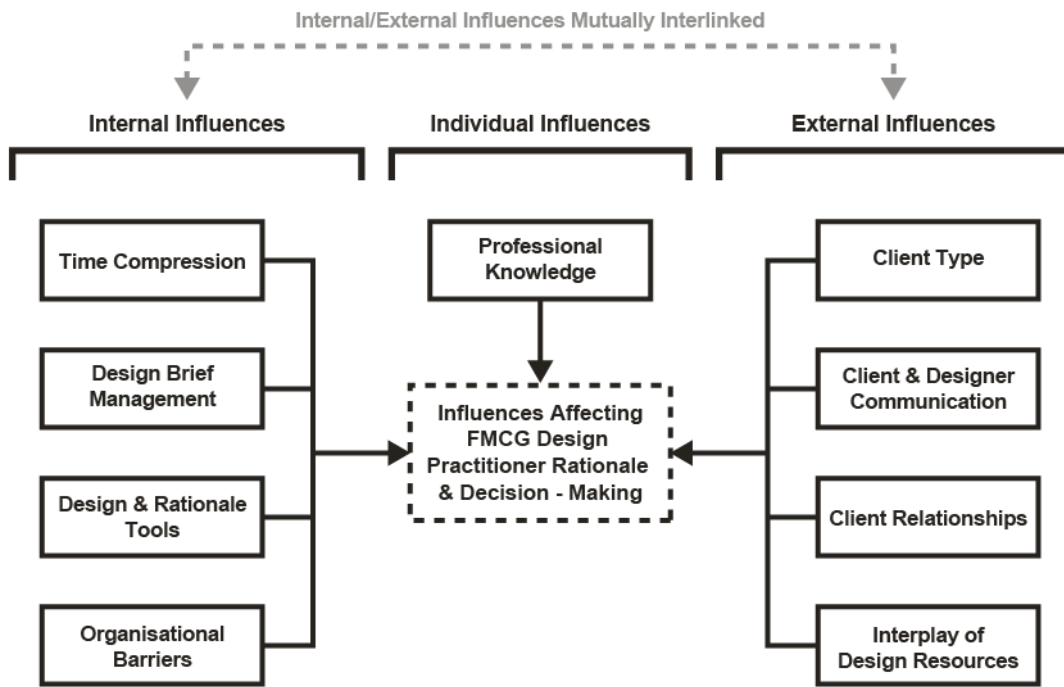 Internal/External Influences Mutually Interlinked
Internal Influences
Individual Influences
External Influences
Time Compression
Design Brief
Management
Design & Rationale
Tools
Organisational
Barriers
Professional
Knowledge
Influences Affecting
FMCG Design
Practitioner Rationale
& Decision - Making
Client Type
Client & Designer
Communication
Client Relationships
Interplay of
Design Resources